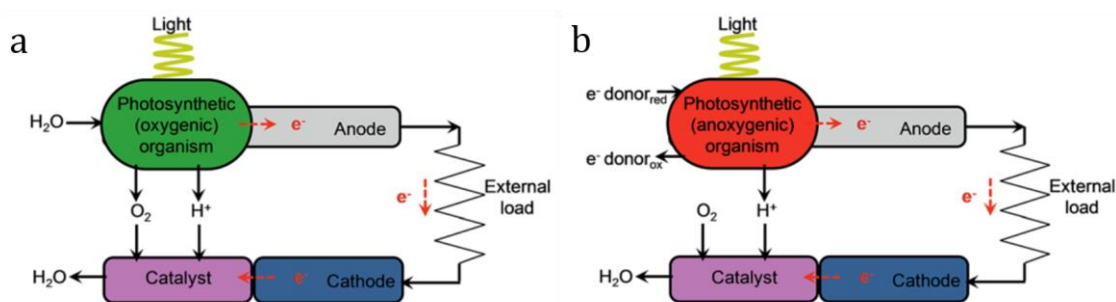 a
Light
H₂O
Photosynthetic
(oxygenic)
organism
e⁻
Anode
e⁻
External
load
O₂
H⁺
H₂O
Catalyst
e⁻
Cathode
b
Light
e⁻ donor_red
e⁻ donor_ox
Photosynthetic
(anoxygenic)
organism
e⁻
Anode
e⁻
External
load
O₂
H⁺
H₂O
Catalyst
e⁻
Cathode